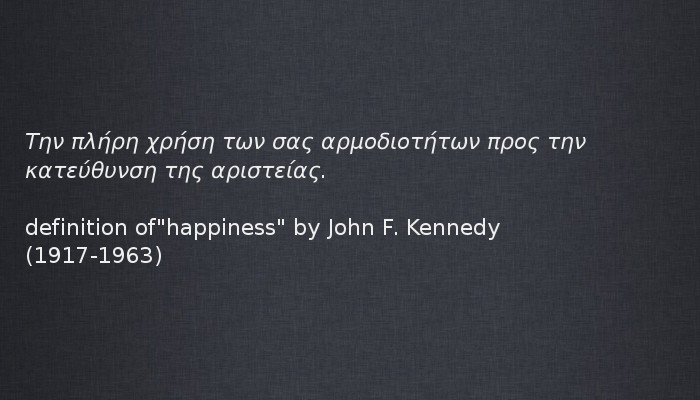 Την πλήρη χρήση των σας αρμοδιοτήτων προς την
κατεύθυνση της αριστείας.
definition of"happiness" by John F. Kennedy
(1917-1963)